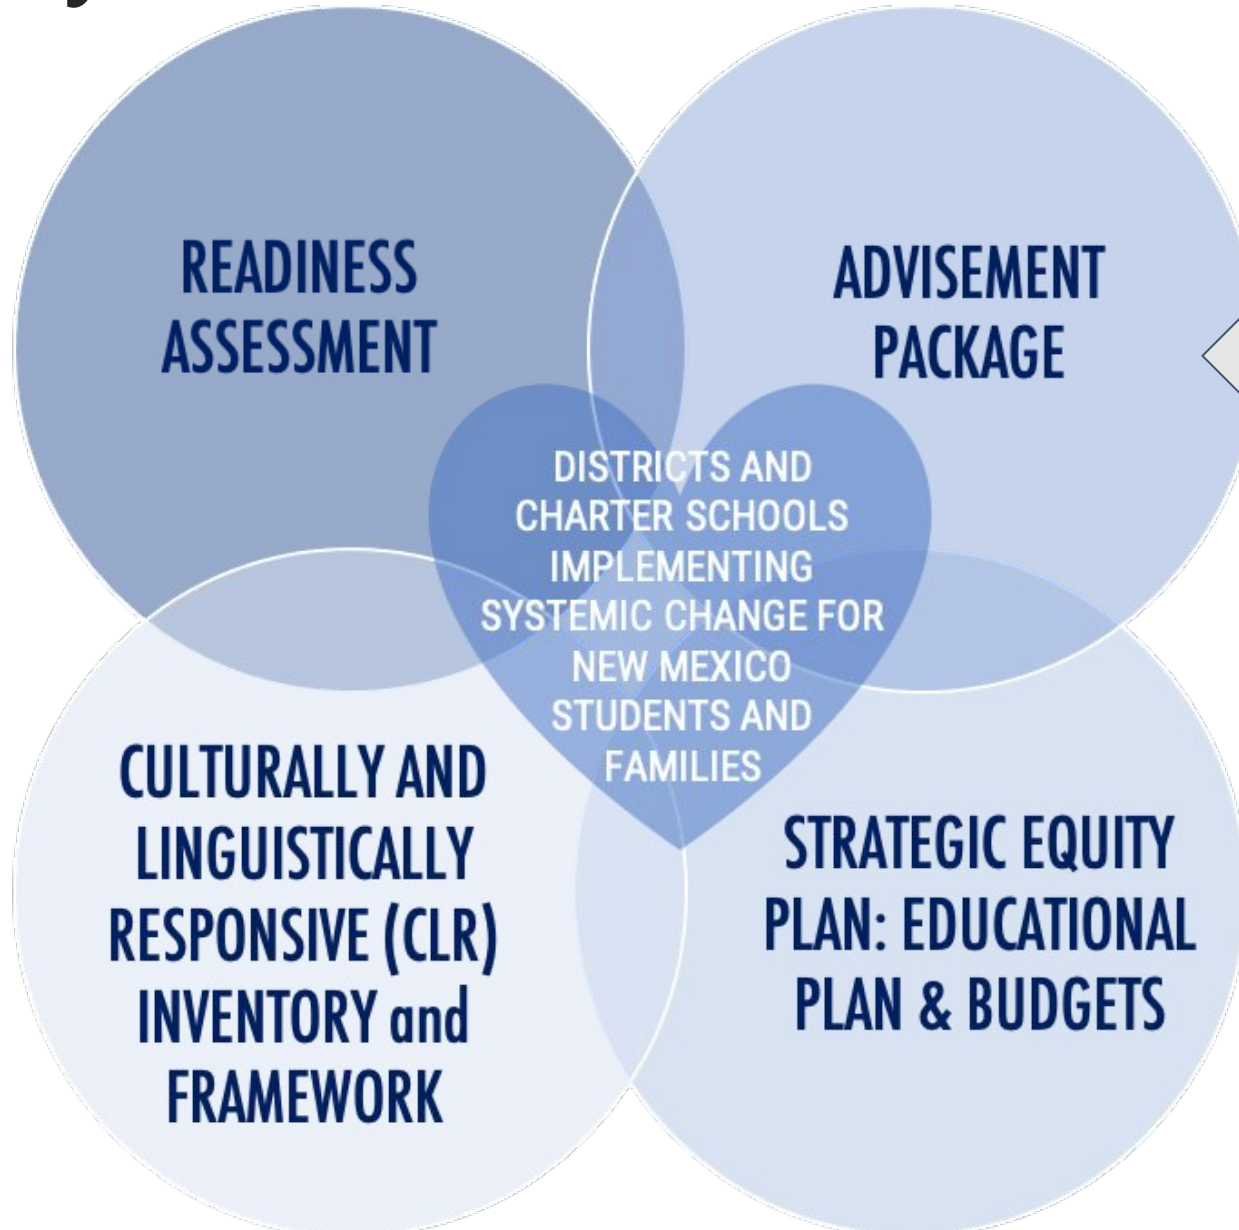 READINESS
ASSESSMENT
ADVISEMENT
PACKAGE
DISTRICTS AND
CHARTER SCHOOLS
IMPLEMENTING
SYSTEMIC CHANGE FOR
NEW MEXICO
STUDENTS AND
FAMILIES
CULTURALLY AND
LINGUISTICALLY
RESPONSIVE (CLR)
INVENTORY and
FRAMEWORK
STRATEGIC EQUITY
PLAN: EDUCATIONAL
PLAN & BUDGETS